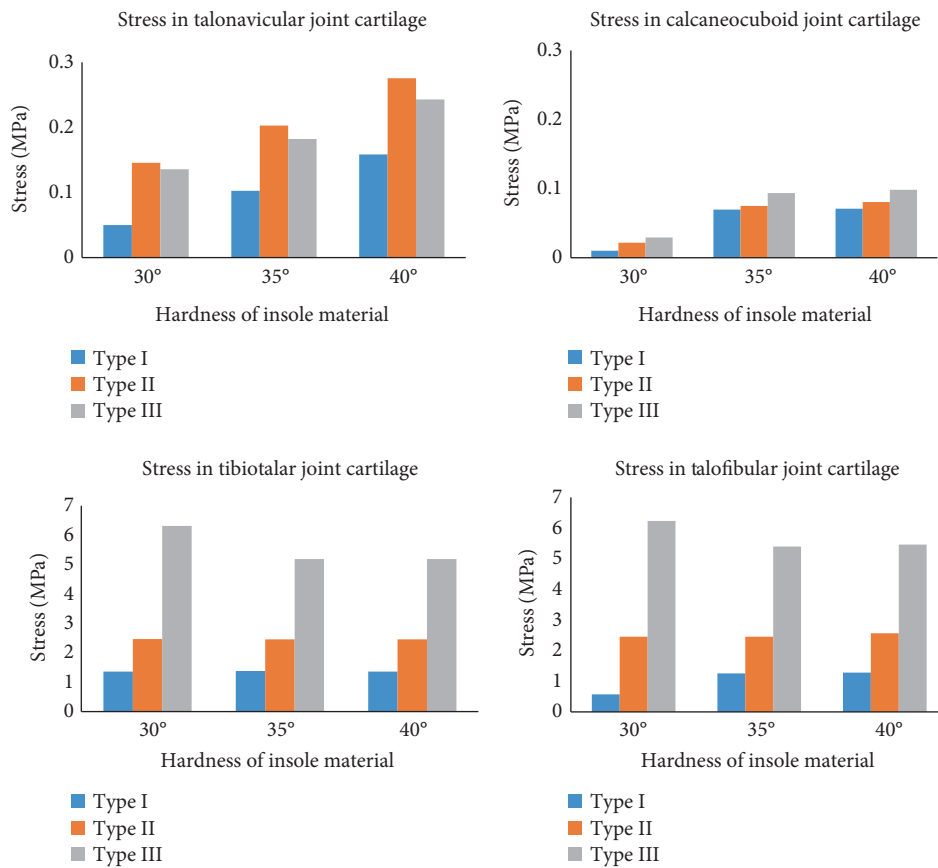 Stress in talonavicular joint cartilage
Stress (MPa)
0.3
0.2
0.1
0
30° 35° 40°
Hardness of insole material
Type I
Type II
Type III
Stress in calcaneocuboid joint cartilage
Stress (MPa)
0.3
0.2
0.1
0
30° 35° 40°
Hardness of insole material
Type I
Type II
Type III
Stress in tibiotalar joint cartilage
Stress (MPa)
7
6
5
4
3
2
1
0
30° 35° 40°
Hardness of insole material
Type I
Type II
Type III
Stress in talofibular joint cartilage
Stress (MPa)
7
6
5
4
3
2
1
0
30° 35° 40°
Hardness of insole material
Type I
Type II
Type III